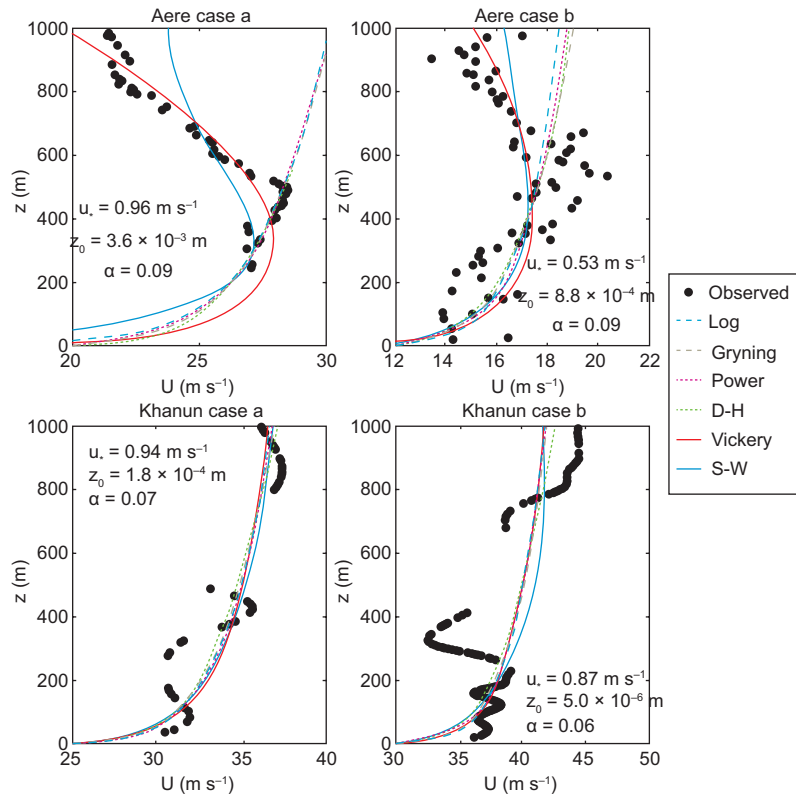 Aere case a
Aere case b
1000
800
600
400
200
0
z (m)
u* = 0.96 m s⁻¹
z₀ = 3.6 × 10⁻³ m
α = 0.09
20
25
30
U (m s⁻¹)
1000
800
600
400
200
0
z (m)
u* = 0.53 m s⁻¹
z₀ = 8.8 × 10⁻⁴ m
α = 0.09
12
14
16
18
20
22
U (m s⁻¹)
Observed
Log
Gryning
Power
D-H
Vickery
S-W
Khanun case a
Khanun case b
1000
800
600
400
200
0
z (m)
u* = 0.94 m s⁻¹
z₀ = 1.8 × 10⁻⁴ m
α = 0.07
25
30
35
40
U (m s⁻¹)
1000
800
600
400
200
0
z (m)
u* = 0.87 m s⁻¹
z₀ = 5.0 × 10⁻⁶ m
α = 0.06
30
35
40
45
50
U (m s⁻¹)